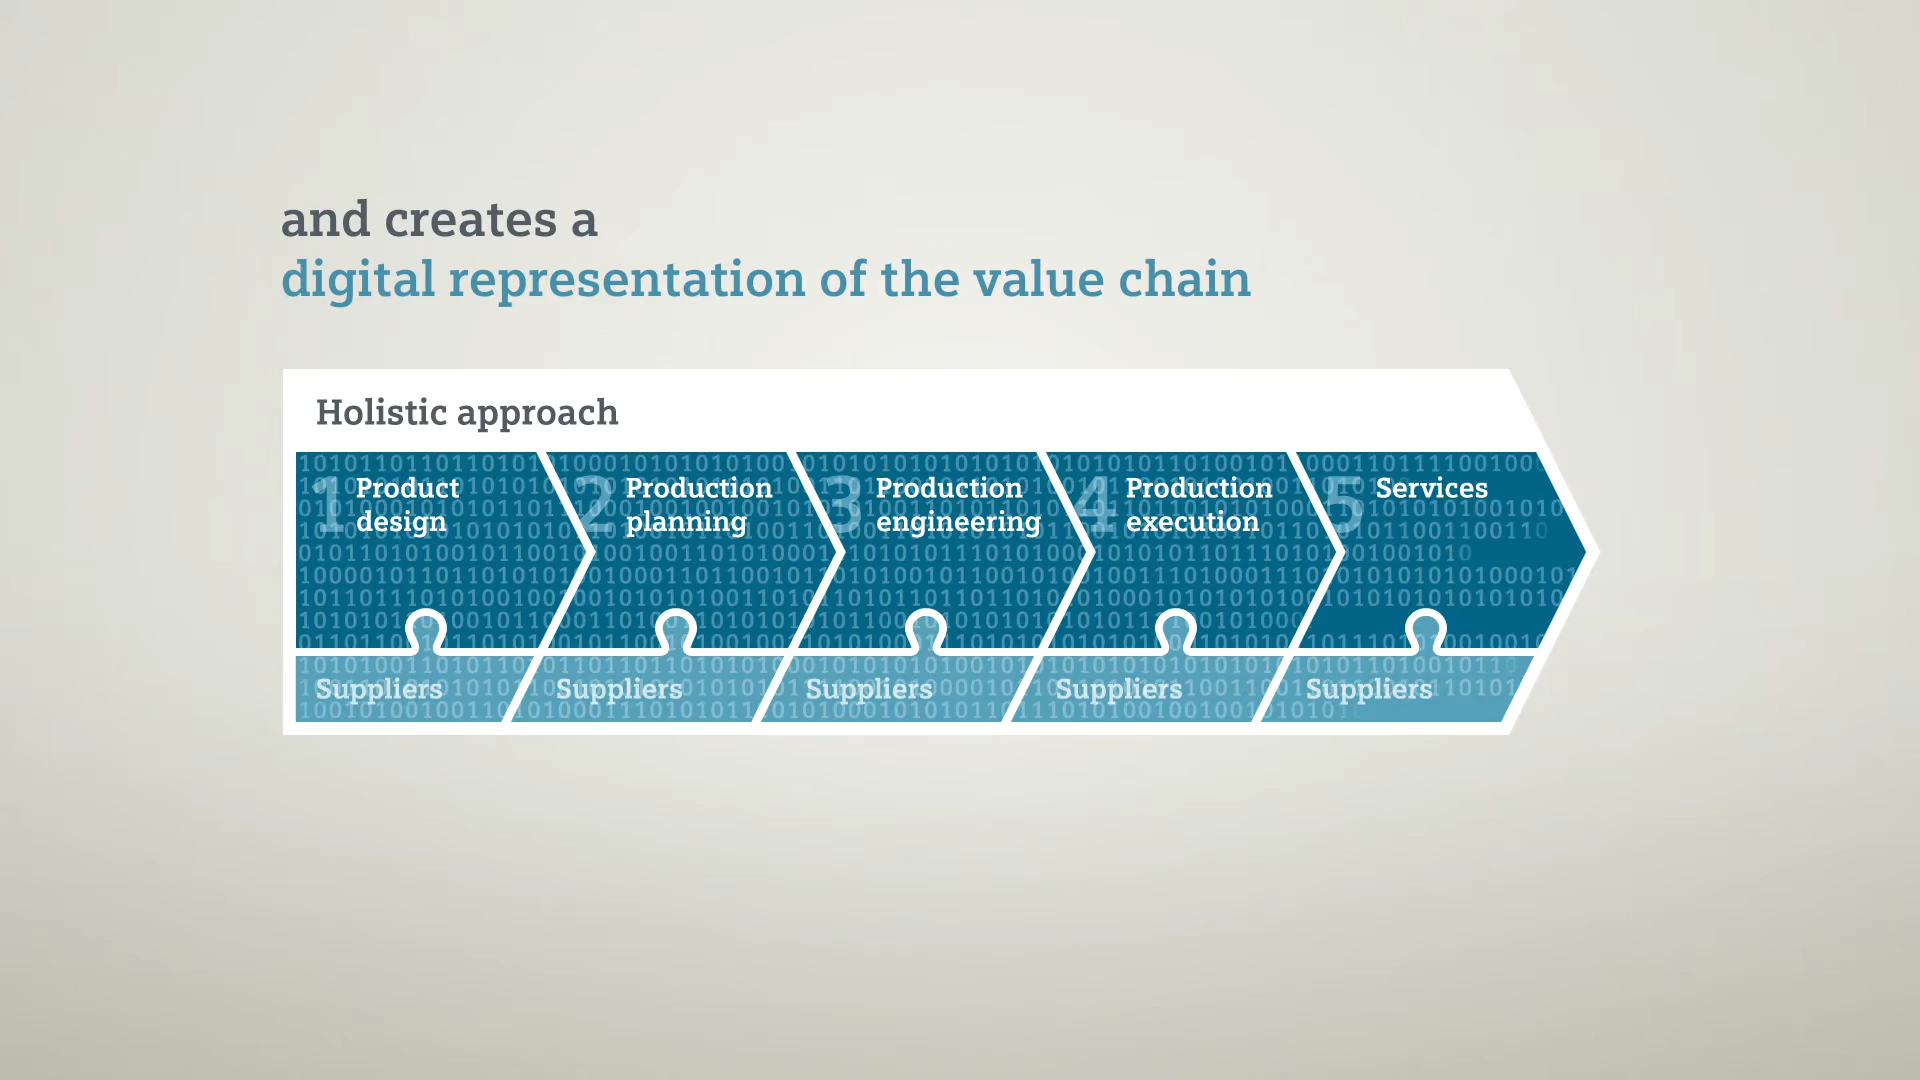 and creates a
digital representation of the value chain
Holistic approach
1 Product
design
2 Production
planning
3 Production
engineering
4 Production
execution
5 Services
Suppliers Suppliers Suppliers Suppliers Suppliers